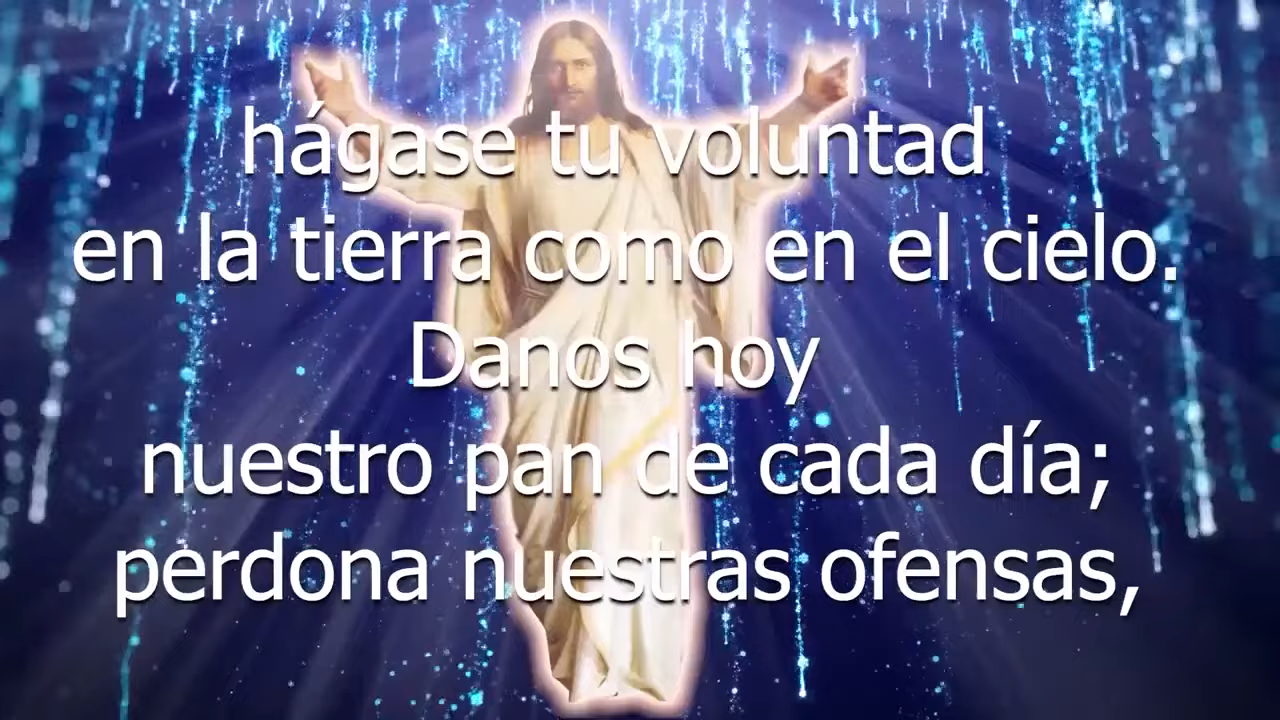 hágase tu voluntad
en la tierra como en el cielo.
Danos hoy
nuestro pan de cada día;
perdona nuestras ofensas,